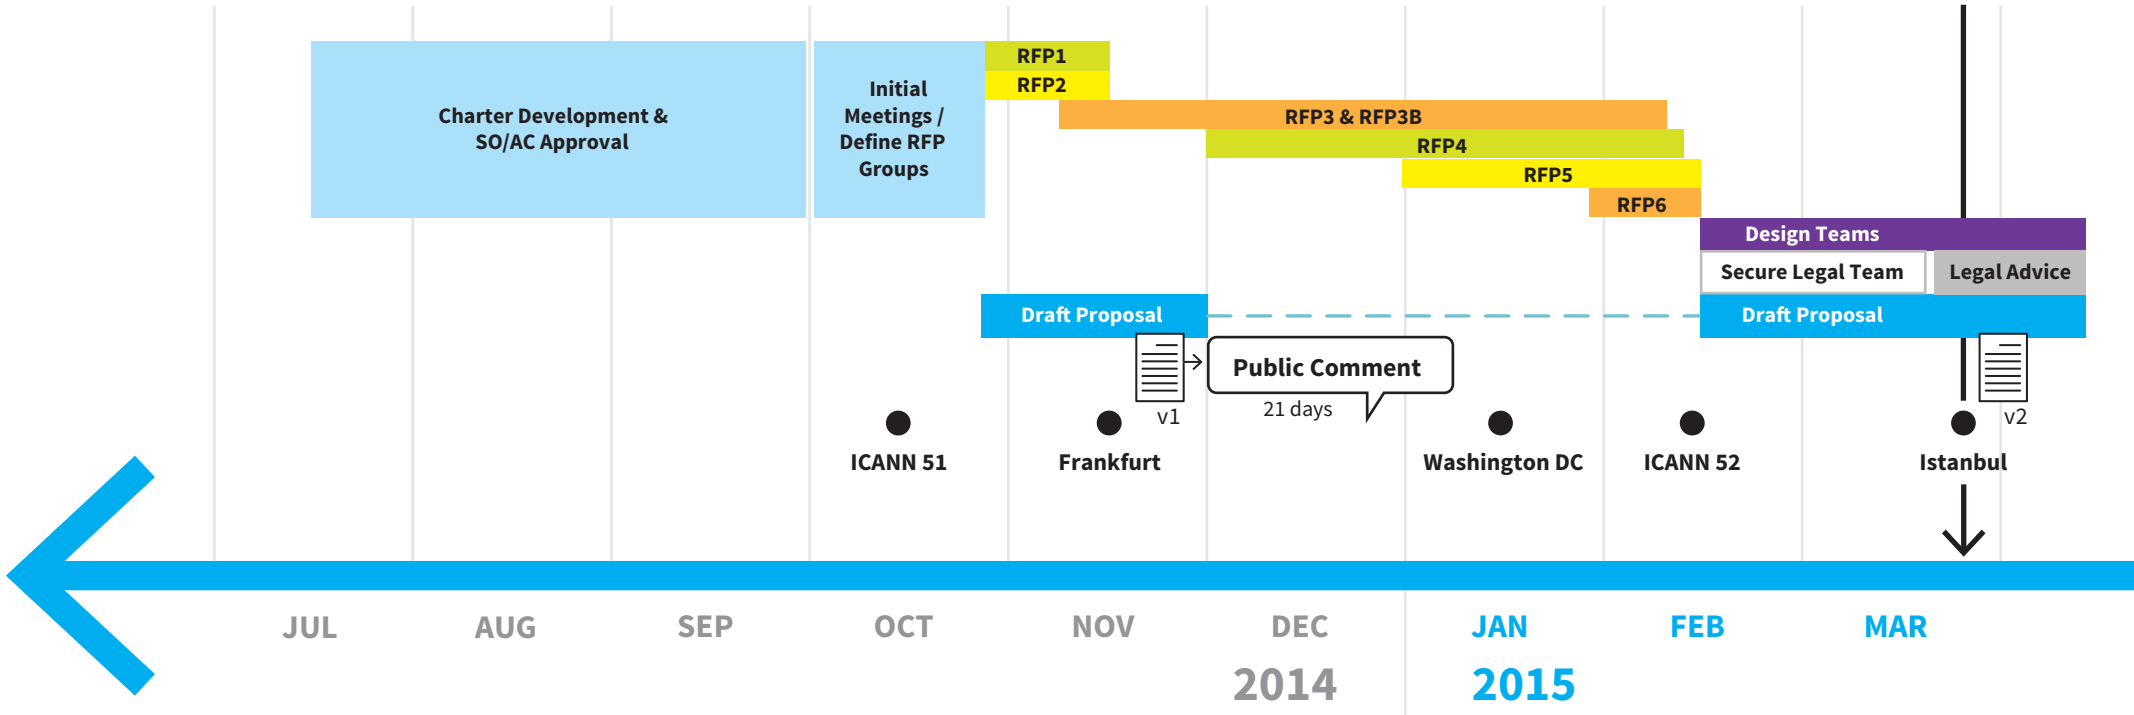 Charter Development &
SO/AC Approval
Initial
Meetings /
Define RFP
Groups
RFP1
RFP2
RFP3 & RFP3B
RFP4
RFP5
RFP6
Design Teams
Secure Legal Team
Legal Advice
Draft Proposal
Draft Proposal
v1
Public Comment
21 days
v2
ICANN 51
Frankfurt
Washington DC
ICANN 52
Istanbul
JUL
AUG
SEP
OCT
NOV
DEC
JAN
FEB
MAR
2014
2015